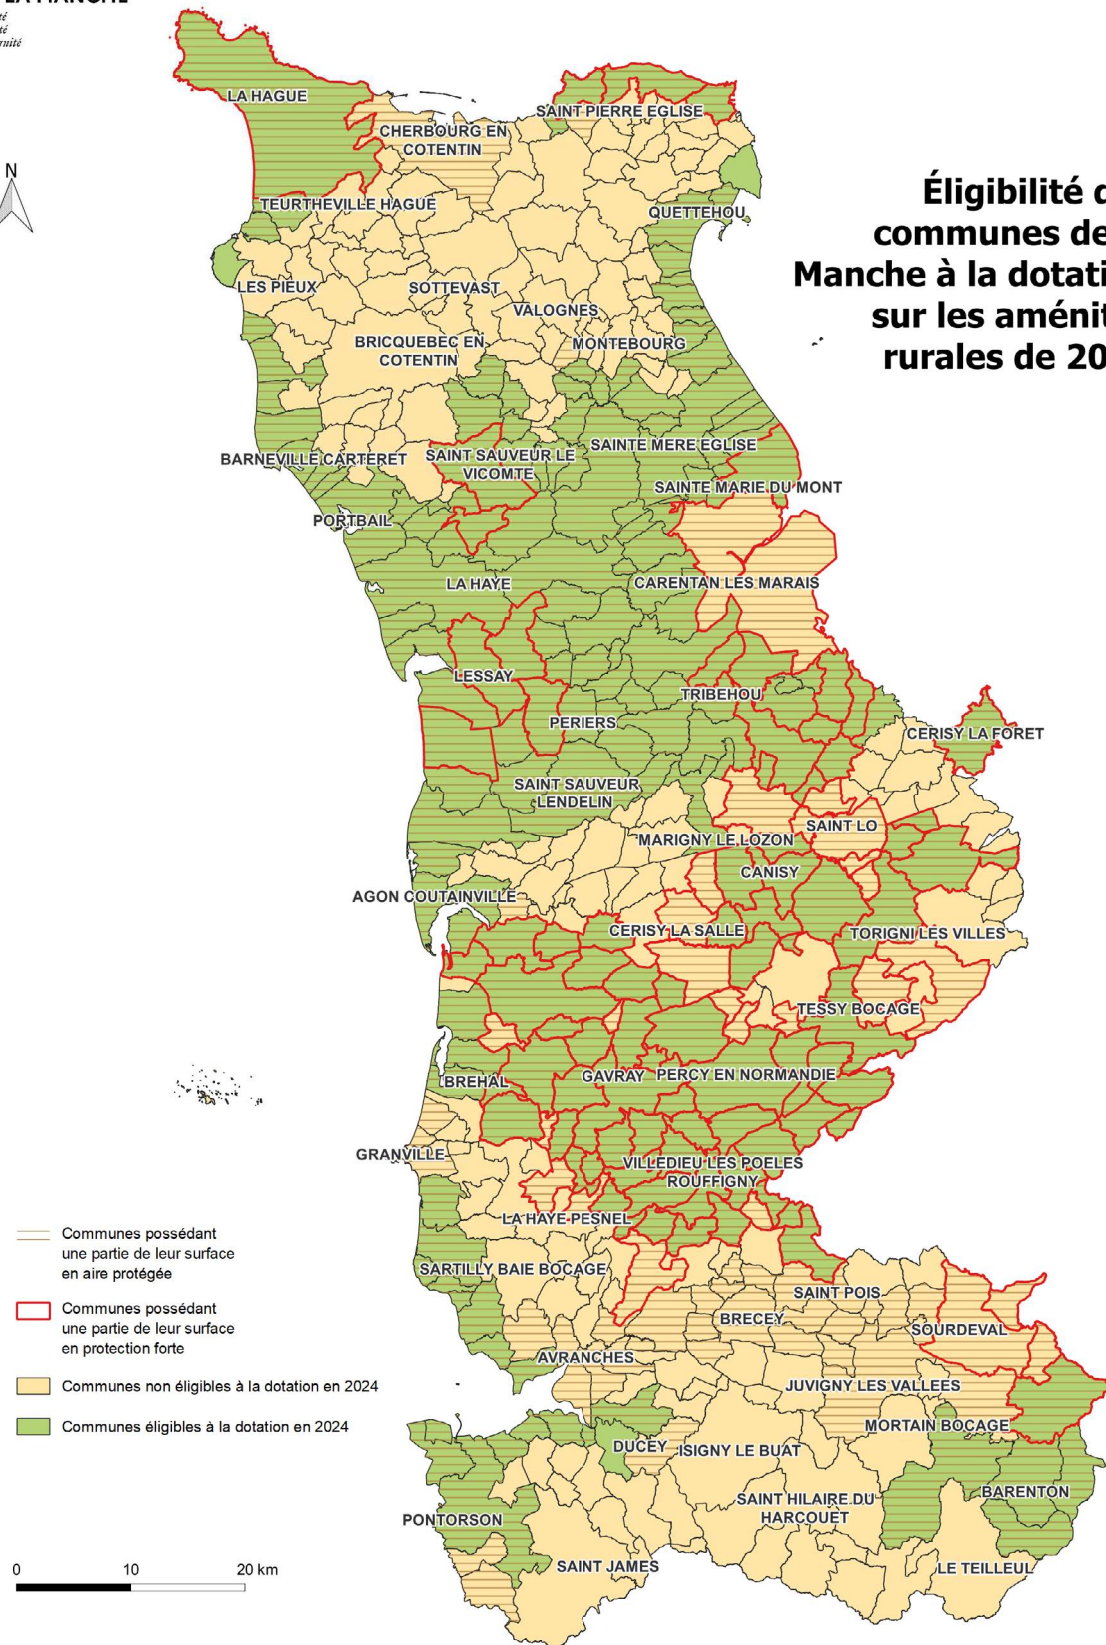 LA MANCHE
N
Éligibilité d
communes de
Manche à la dotati
sur les aménit
rurales de 20
LA HAGUE
SAINT PIERRE EGLISE
CHERBOURG EN
COTENTIN
TEURTHEVILLE HAGUE
QUETTEHOU
LES PIEUX
SOTTEVAST
VALOGNES
BRICQUEBEC EN
COTENTIN
MONTEBOURG
SAINTE MERE EGLISE
BARNEVILLE CARTERET
SAINT SAUVEUR LE
VICOMTE
SAINTE MARIE DU MONT
PORTBAIL
LA HAYE
CARENTAN LES MARAIS
LESSAY
TRIBEHOU
PERIERS
CERISY LA FORET
SAINT SAUVEUR
LENDELIN
SAINT LO
MARIGNY LE LOZON
CANISY
AGON COUTAINVILLE
CERISY LA SALLE
TORIGNI LES VILLES
TESSY BOCAGE
BREHAL
GAVRAY
PERCY EN NORMANDIE
GRANVILLE
VILLEDIEU LES POELES
ROUFFIGNY
LA HAYE PESNEL
SARTILLY BAIE BOCAGE
SAINT POIS
BRECEY
SOURDEVAL
AVRANCHES
JUVIGNY LES VALLEES
MORTAIN BOCAGE
DUCEY
ISIGNY LE BUAT
BARENTON
SAINT HILAIRE DU
HARCOUET
PONTORSON
SAINT JAMES
LE TEILLEUL
Communes possédant
une partie de leur surface
en aire protégée
Communes possédant
une partie de leur surface
en protection forte
Communes non éligibles à la dotation en 2024
Communes éligibles à la dotation en 2024
0 10 20 km